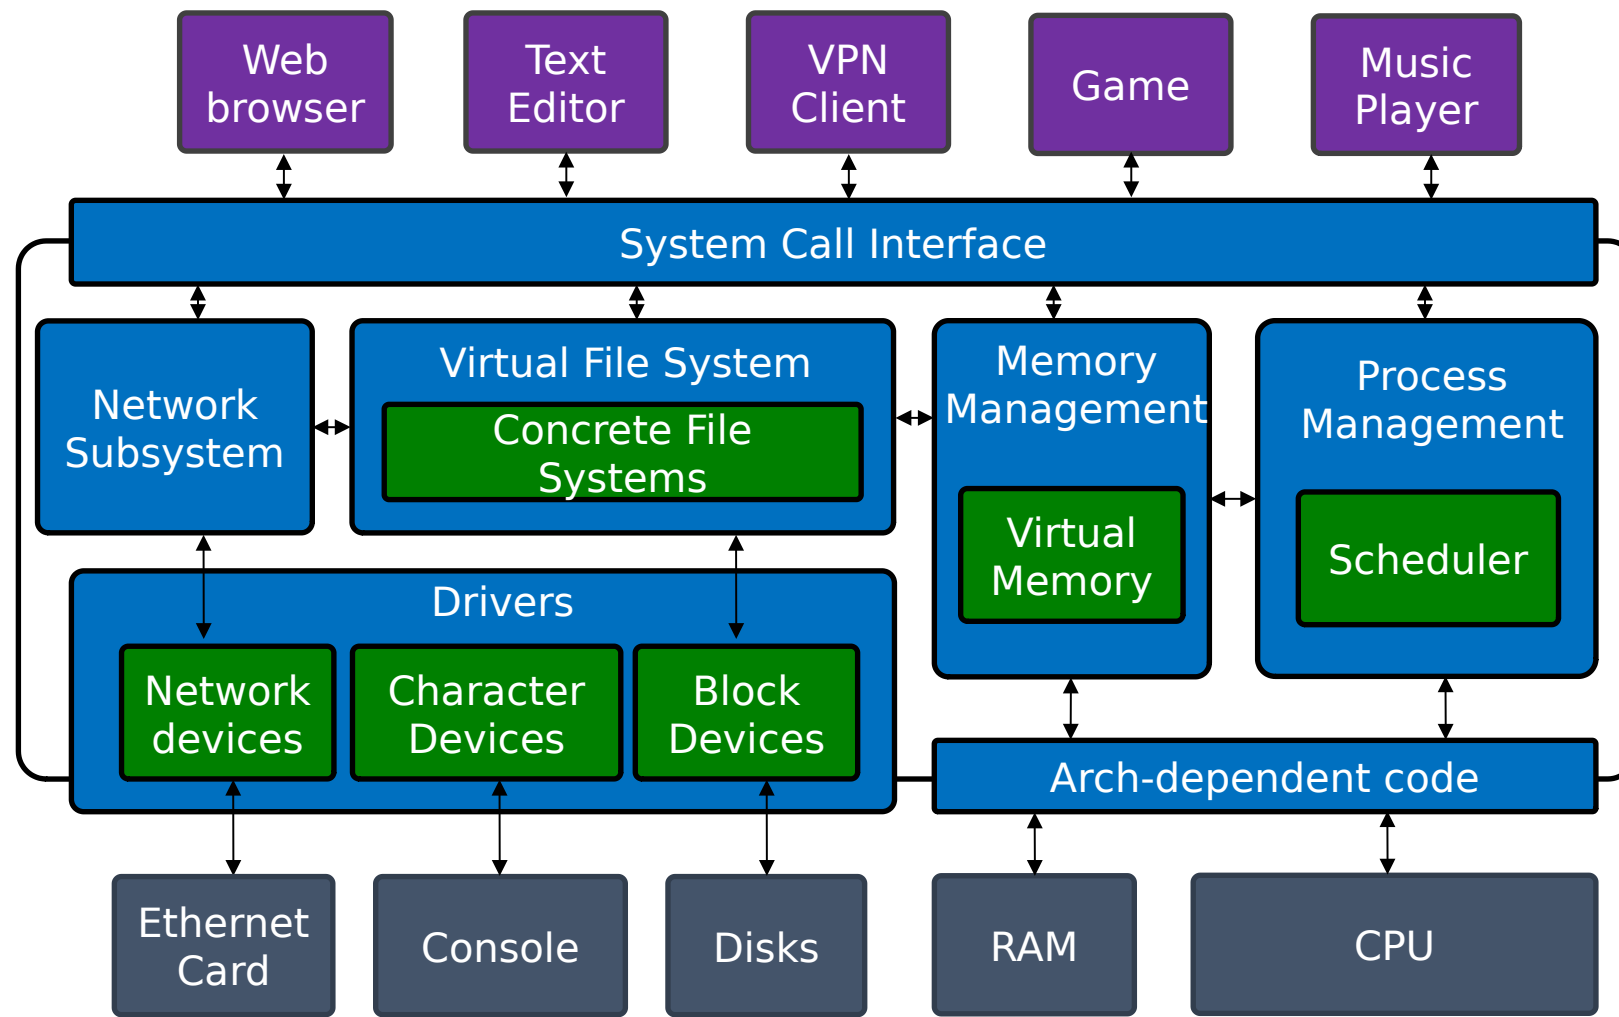 Web
browser
Text
Editor
VPN
Client
Game
Music
Player
System Call Interface
Network
Subsystem
Virtual File System
Concrete File
Systems
Memory
Management
Virtual
Memory
Process
Management
Scheduler
Drivers
Network
devices
Character
Devices
Block
Devices
Arch-dependent code
Ethernet
Card
Console
Disks
RAM
CPU